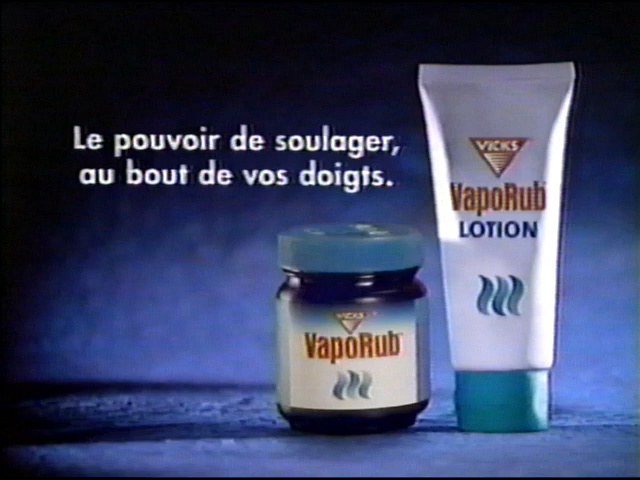 Le pouvoir de soulager,
au bout de vos doigts.
VICKS
VapoRub
LOTION
VICKS
VapoRub